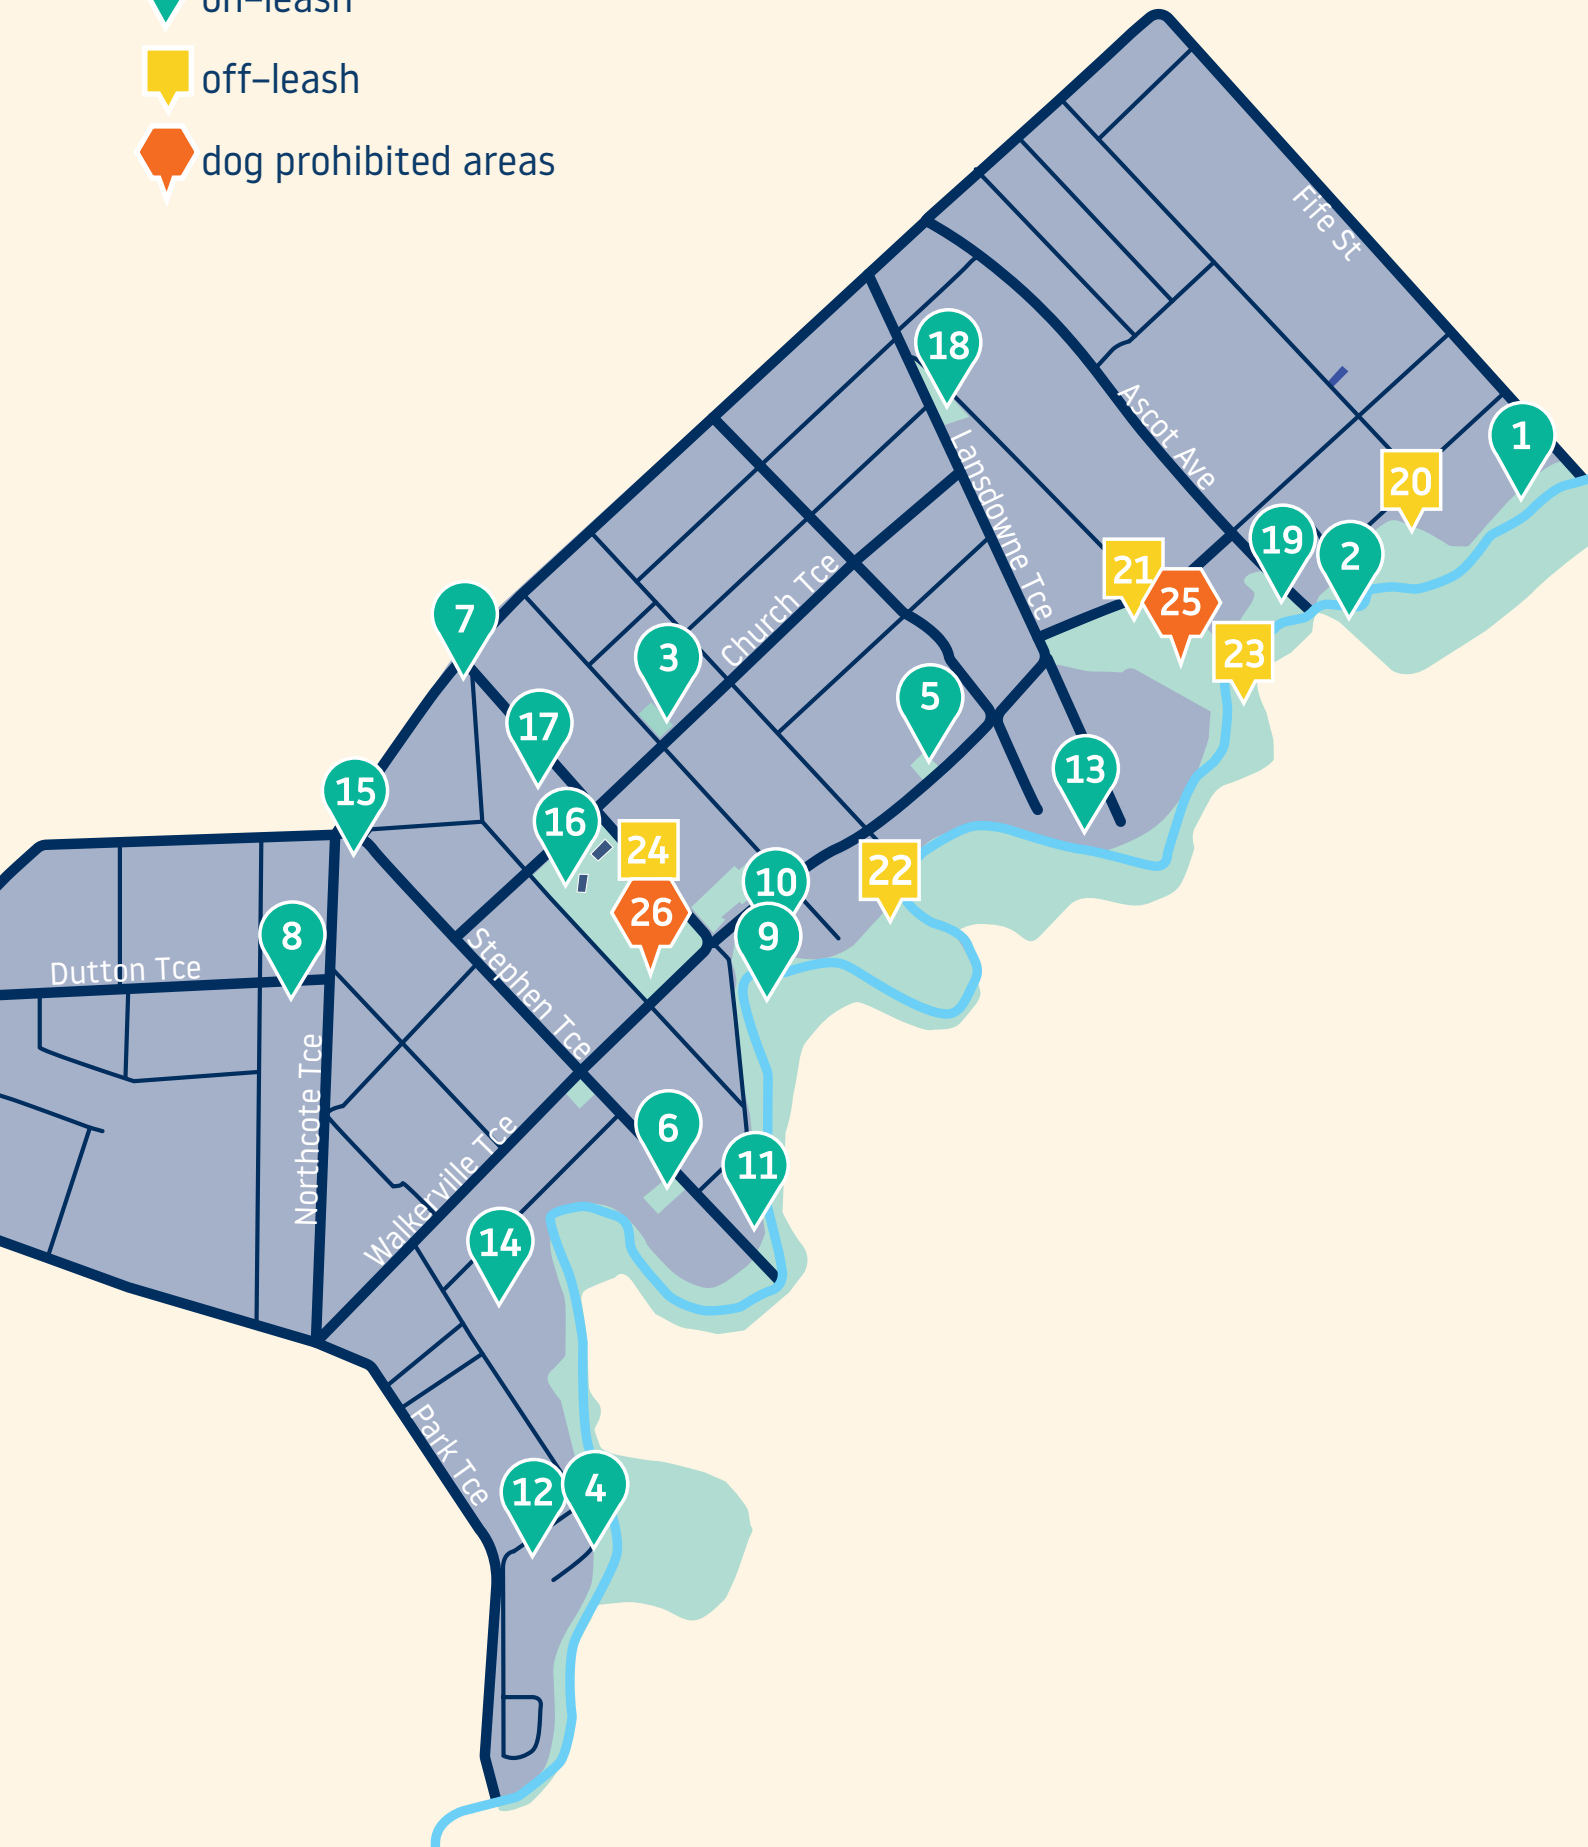 on-leash
off-leash
dog prohibited areas
Fife St
18
Ascot Ave
1
Lansdowne Tce
20
19
2
21
25
7
Church Tce
3
23
5
17
13
15
16
24
22
10
26
8
9
Dutton Tce
Stephen Tce
Northcote Tce
6
Walkerville Tce
11
14
Park Tce
12
4